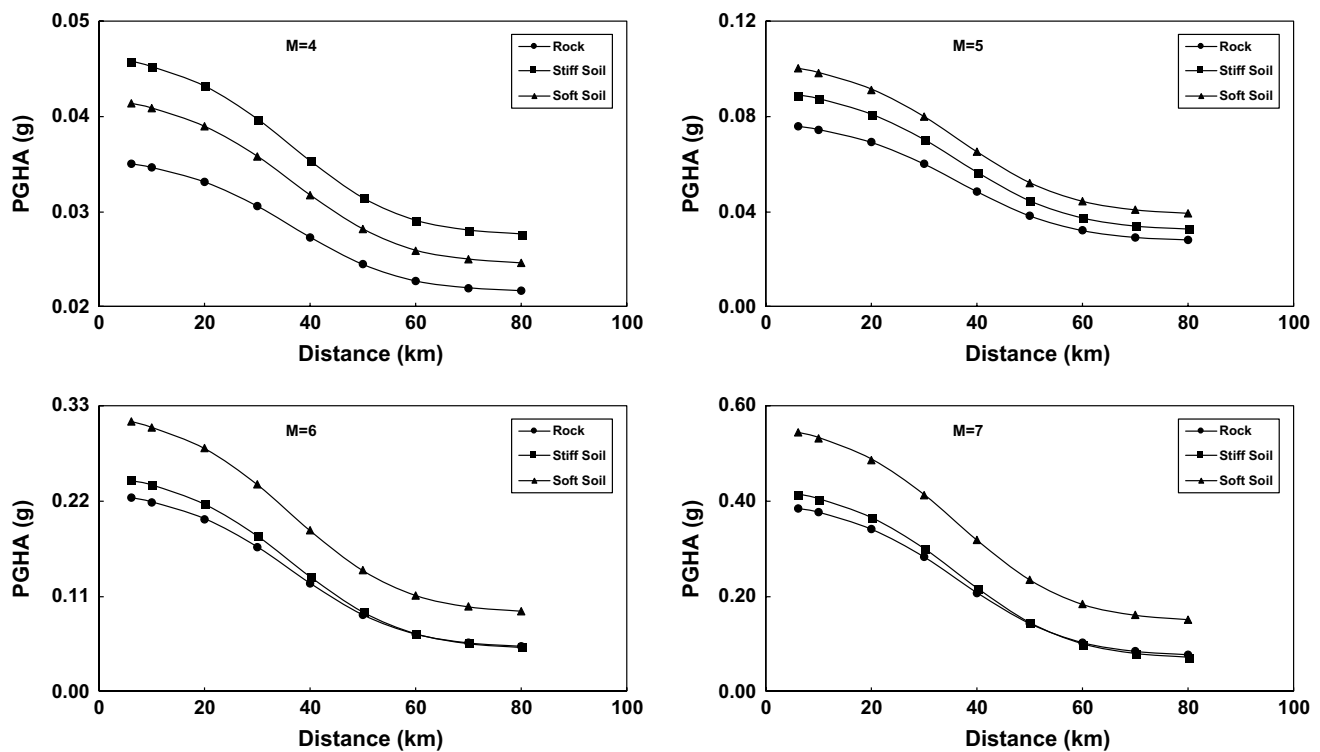 M=4
PGHA (g)
0.05
0.04
0.03
0.02
0 20 40 60 80 100
Distance (km)
Rock
Stiff Soil
Soft Soil
M=5
PGHA (g)
0.12
0.08
0.04
0.00
0 20 40 60 80 100
Distance (km)
Rock
Stiff Soil
Soft Soil
M=6
PGHA (g)
0.33
0.22
0.11
0.00
0 20 40 60 80 100
Distance (km)
Rock
Stiff Soil
Soft Soil
M=7
PGHA (g)
0.60
0.40
0.20
0.00
0 20 40 60 80 100
Distance (km)
Rock
Stiff Soil
Soft Soil